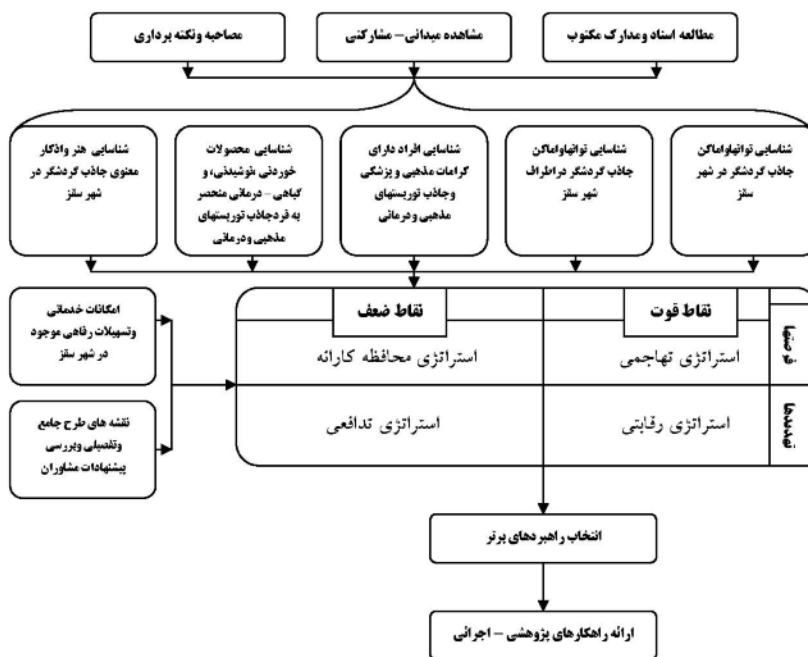 مطالعه اسناد ومدارک مکتوب
مشاهده میدانی – مشارکتی
مصاحبه ونکته برداری
شناسایی توانهاواماکن
جاذب گردشگر در شهر
سقز
شناسایی توانهاواماکن
جاذب گردشگر دراطراف
شهر سقز
شناسایی افراد دارای
کرامات مذهبی و پزشکی
وجاذب توریستهای
مذهبی ودرمانی
شناسایی محصولات
خوردنی ،نوشیدنی، و
گیاهی – درمانی منحصر
به فردجاذب توریستهای
مذهبی ودرمانی
شناسایی هنر واذکار
معنوی جاذب گردشگر در
شهر سقز
نقاط قوت
نقاط ضعف
فرصتها
استراتژی تهاجمی
استراتژی محافظه کارانه
تهدیدها
استراتژی رقابتی
استراتژی تدافعی
امکانات خدماتی
وتسهیلات رفاهی موجود
در شهر سقز
نقشه های طرح جامع
وتفصیلی وبررسی
پیشنهادات مشاوران
انتخاب راهبردهای برتر
ارائه راهکارهای پژوهشی – اجرائی